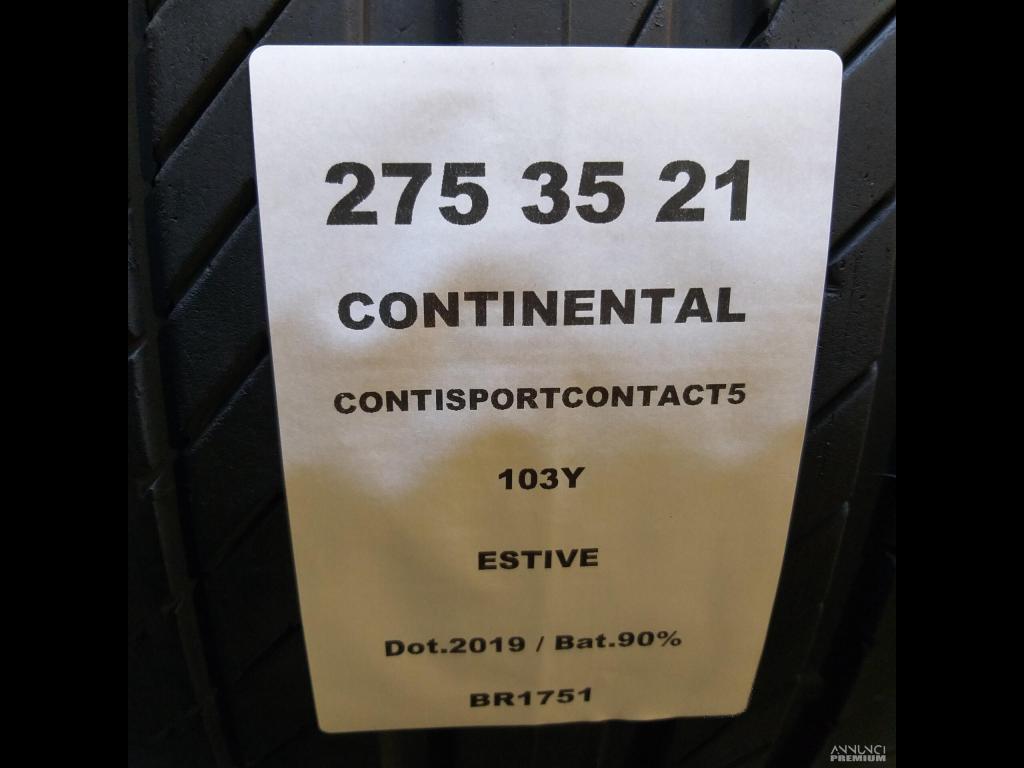 275 35 21
CONTINENTAL
CONTISPORTCONTACT5
103Y
ESTIVE
Dot.2019 / Bat.90%
BR1751
ANNUNCI
PREMIUM